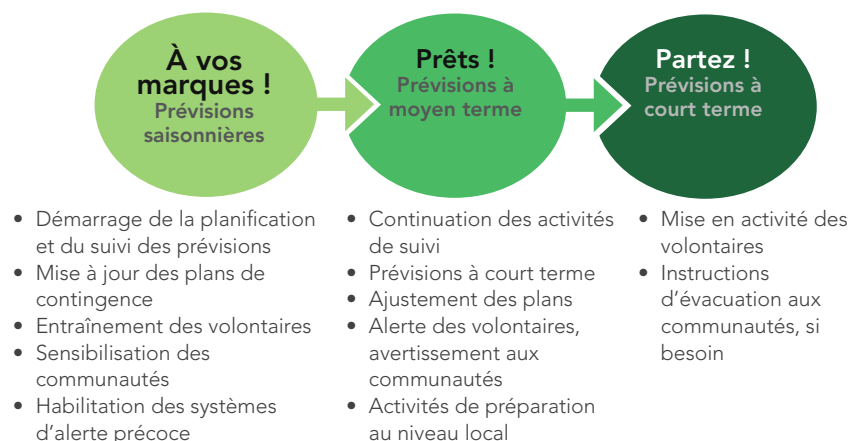 À vos
marques !
Prévisions
saisonnières
Prêts !
Prévisions à
moyen terme
Partez !
Prévisions à
court terme
• Démarrage de la planification
et du suivi des prévisions
• Mise à jour des plans de
contingence
• Entraînement des volontaires
• Sensibilisation des
communautés
• Habilitation des systèmes
d’alerte précoce
• Continuation des activités
de suivi
• Prévisions à court terme
• Ajustement des plans
• Alerte des volontaires,
avertissement aux
communautés
• Activités de préparation
au niveau local
• Mise en activité des
volontaires
• Instructions
d’évacuation aux
communautés, si
besoin